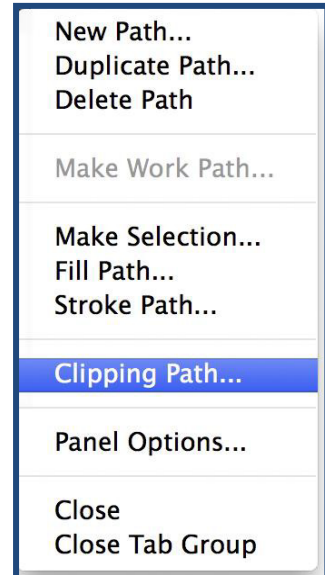 New Path...
Duplicate Path...
Delete Path
Make Work Path...
Make Selection...
Fill Path...
Stroke Path...
Clipping Path...
Panel Options...
Close
Close Tab Group